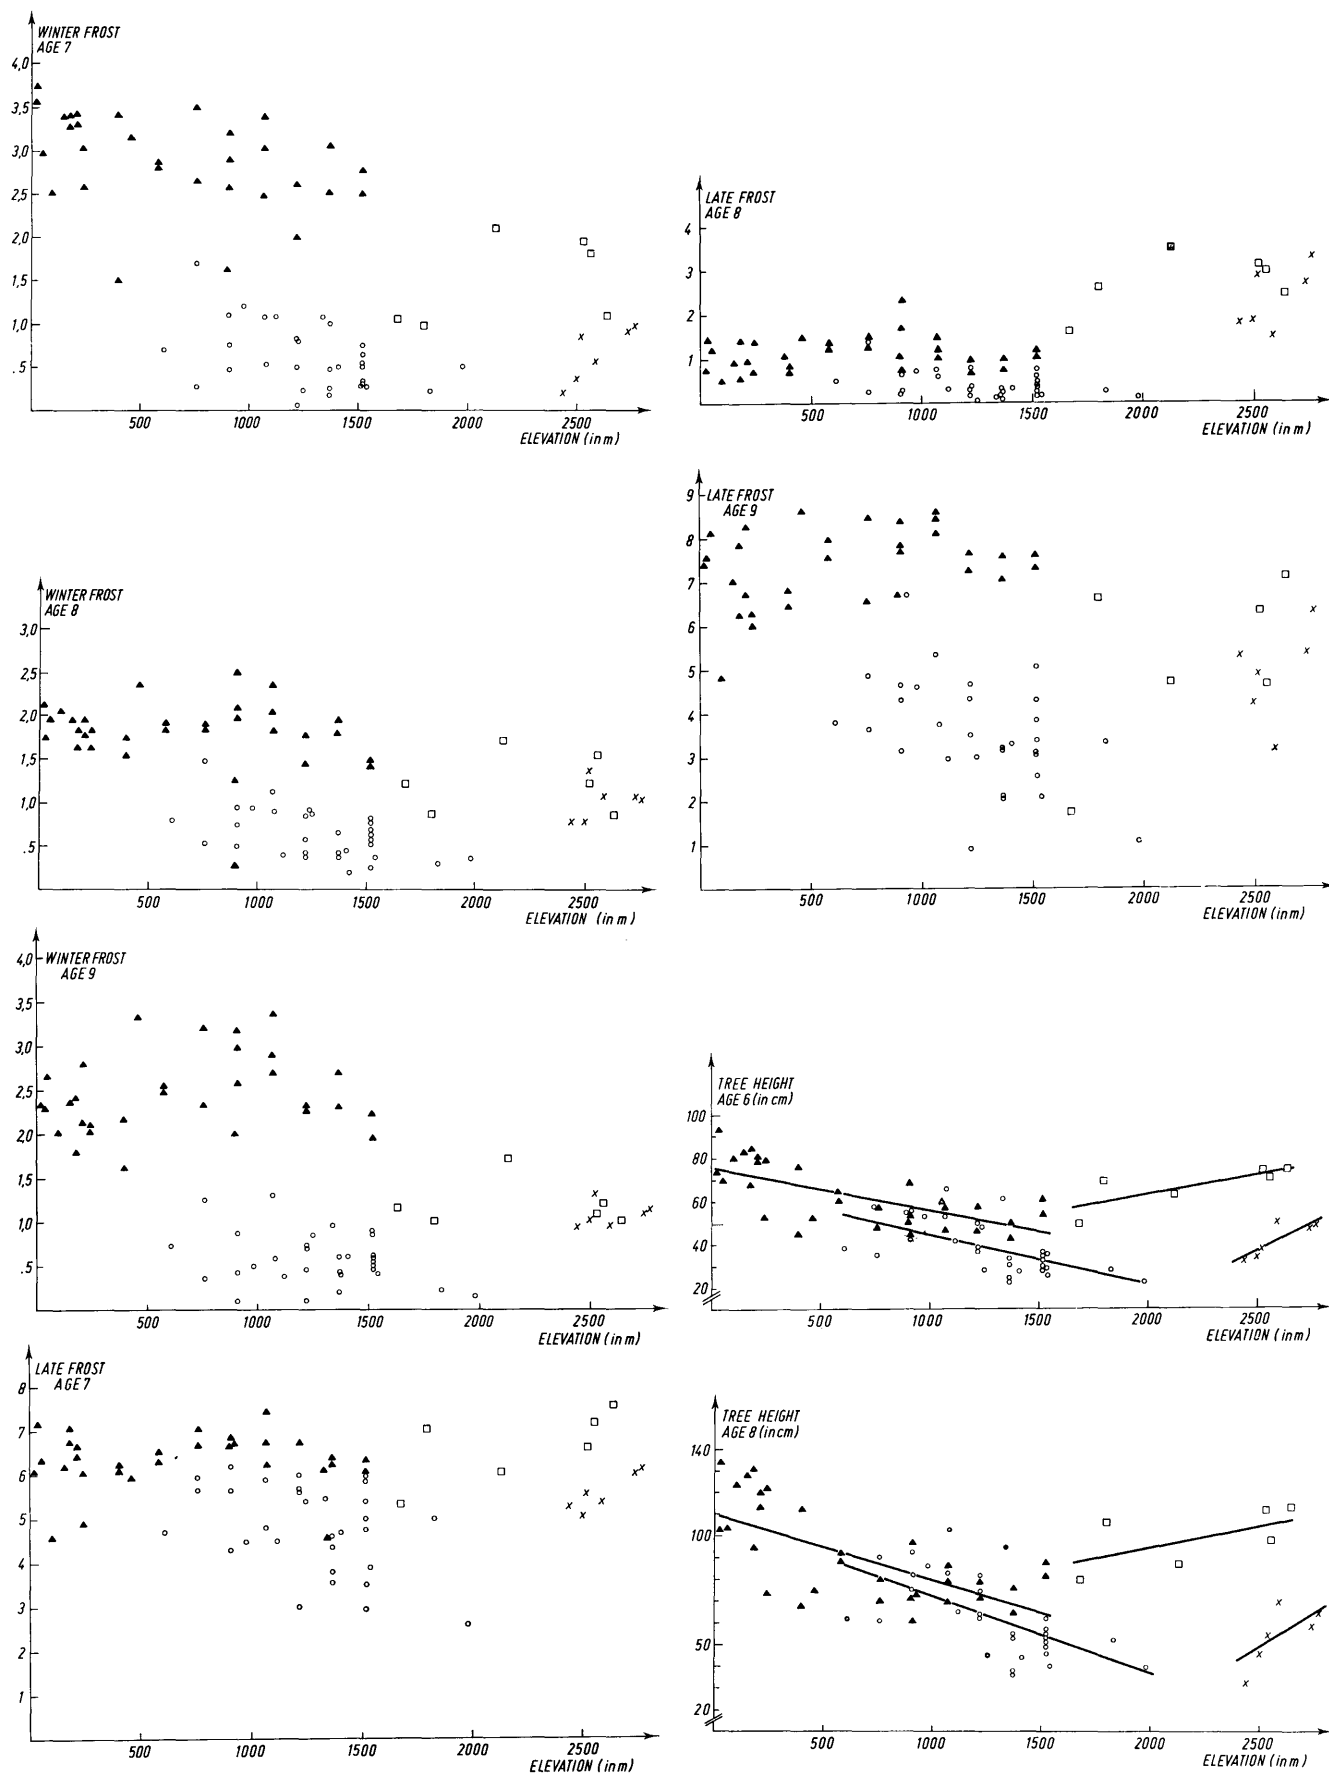 WINTER FROST
AGE 7
4,0
3,5
3,0
2,5
2,0
1,5
1,0
.5
500 1000 1500 2000 2500
ELEVATION (in m)
LATE FROST
AGE 8
4
3
2
1
500 1000 1500 2000 2500
ELEVATION (in m)
WINTER FROST
AGE 8
3,0
2,5
2,0
1,5
1,0
.5
500 1000 1500 2000 2500
ELEVATION (in m)
LATE FROST
AGE 9
9
8
7
6
5
4
3
2
1
500 1000 1500 2000 2500
ELEVATION (in m)
WINTER FROST
AGE 9
4,0
3,5
3,0
2,5
2,0
1,5
1,0
.5
500 1000 1500 2000 2500
ELEVATION (in m)
TREE HEIGHT
AGE 6 (in cm)
100
80
60
40
20
500 1000 1500 2000 2500
ELEVATION (in m)
LATE FROST
AGE 7
8
7
6
5
4
3
2
1
500 1000 1500 2000 2500
ELEVATION (in m)
TREE HEIGHT
AGE 8 (in cm)
140
100
50
20
500 1000 1500 2000 2500
ELEVATION (in m)